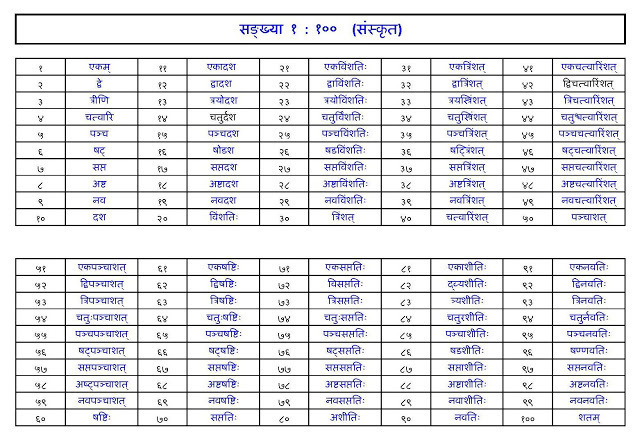 सङ्ख्या १ : १०० (संस्कृत)
१ एकम् ११ एकादश २१ एकविंशतिः ३१ एकत्रिंशत् ४१ एकचत्वारिंशत्
२ द्वे १२ द्वादश २२ द्वाविंशतिः ३२ द्वात्रिंशत् ४२ द्विचत्वारिंशत्
३ त्रीणि १३ त्रयोदश २३ त्रयोविंशतिः ३३ त्रयस्त्रिंशत् ४३ त्रिचत्वारिंशत्
४ चत्वारि १४ चतुर्दश २४ चतुर्विंशतिः ३४ चतुस्त्रिंशत् ४४ चतुश्चत्वारिंशत्
५ पञ्च १५ पञ्चदश २५ पञ्चविंशतिः ३५ पञ्चत्रिंशत् ४५ पञ्चचत्वारिंशत्
६ षट् १६ षोडश २६ षडविंशतिः ३६ षट्त्रिंशत् ४६ षट्चत्वारिंशत्
७ सप्त १७ सप्तदश २७ सप्तविंशतिः ३७ सप्तत्रिंशत् ४७ सप्तचत्वारिंशत्
८ अष्ट १८ अष्टादश २८ अष्टाविंशतिः ३८ अष्टत्रिंशत् ४८ अष्टचत्वारिंशत्
९ नव १९ नवदश २९ नवविंशतिः ३९ नवत्रिंशत् ४९ नवचत्वारिंशत्
१० दश २० विंशतिः ३० त्रिंशत् ४० चत्वारिंशत् ५० पञ्चाशत्
५१ एकपञ्चाशत् ६१ एकषष्टिः ७१ एकसप्ततिः ८१ एकाशीतिः ९१ एकनवतिः
५२ द्विपञ्चाशत् ६२ द्विषष्टिः ७२ विसप्ततिः ८२ द्व्यशीतिः ९२ द्विनवतिः
५३ त्रिपञ्चाशत् ६३ त्रिषष्टिः ७३ त्रिसप्ततिः ८३ त्र्यशीतिः ९३ त्रिनवतिः
५४ चतुःपञ्चाशत् ६४ चतुःषष्टिः ७४ चतुःसप्ततिः ८४ चतुरशीतिः ९४ चतुर्नवतिः
५५ पञ्चपञ्चाशत् ६५ पञ्चषष्टिः ७५ पञ्चसप्ततिः ८५ पञ्चाशीतिः ९५ पञ्चनवतिः
५६ षट्पञ्चाशत् ६६ षट्षष्टिः ७६ षट्सप्ततिः ८६ षडशीतिः ९६ षण्णवतिः
५७ सप्तपञ्चाशत् ६७ सप्तषष्टिः ७७ सप्तसप्ततिः ८७ सप्ताशीतिः ९७ सप्तनवतिः
५८ अष्ट्पञ्चाशत् ६८ अष्टषष्टिः ७८ अष्टसप्ततिः ८८ अष्टाशीतिः ९८ अष्टनवतिः
५९ नवपञ्चाशत् ६९ नवषष्टिः ७९ नवसप्ततिः ८९ नवाशीतिः ९९ नवनवतिः
६० षष्टिः ७० सप्ततिः ८० अशीतिः ९० नवतिः १०० शतम्